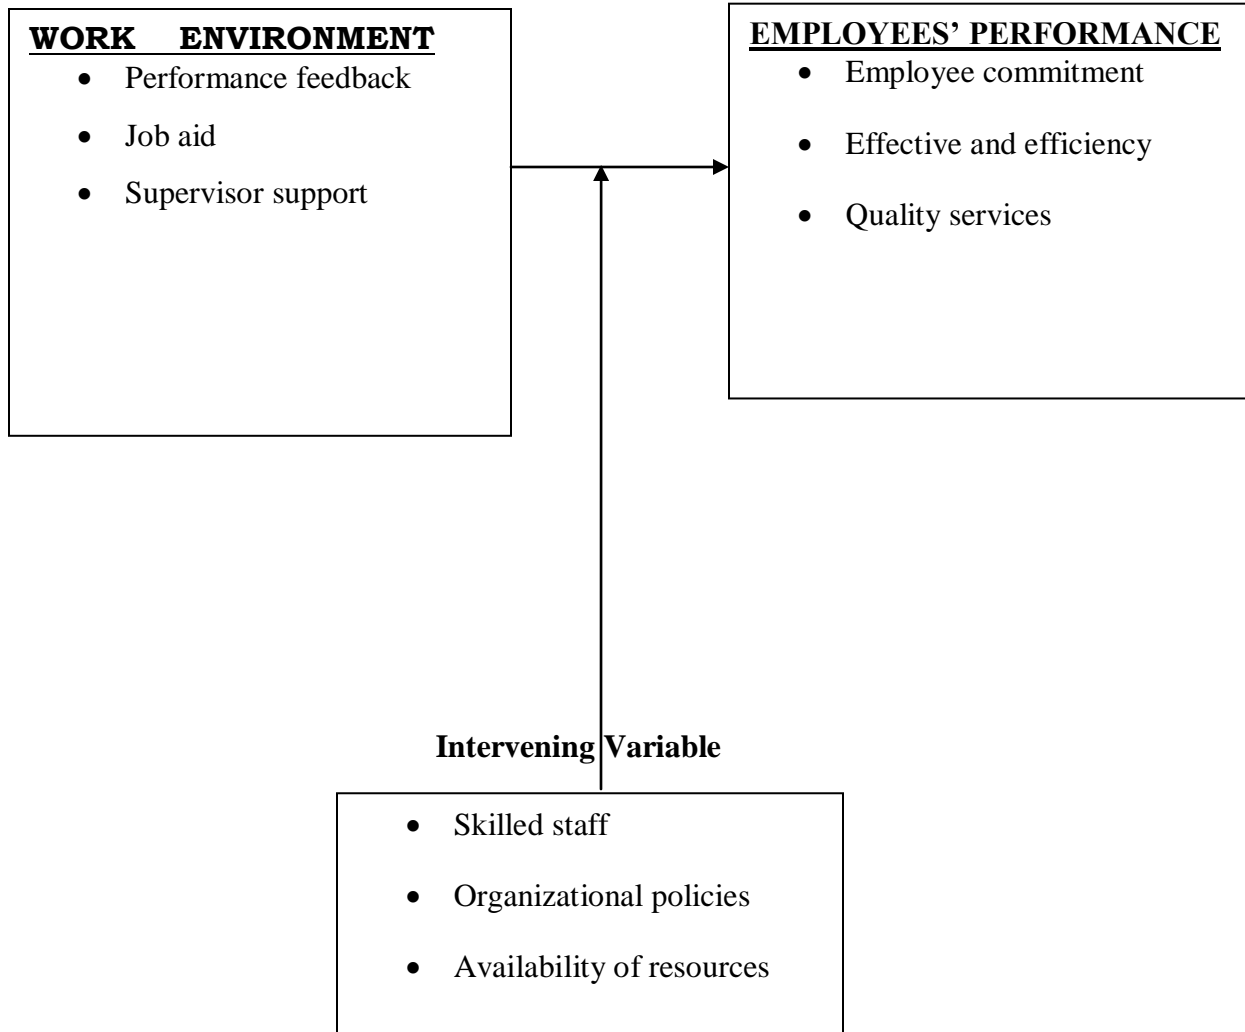 WORK ENVIRONMENT
• Performance feedback
• Job aid
• Supervisor support
EMPLOYEES’ PERFORMANCE
• Employee commitment
• Effective and efficiency
• Quality services
Intervening Variable
• Skilled staff
• Organizational policies
• Availability of resources